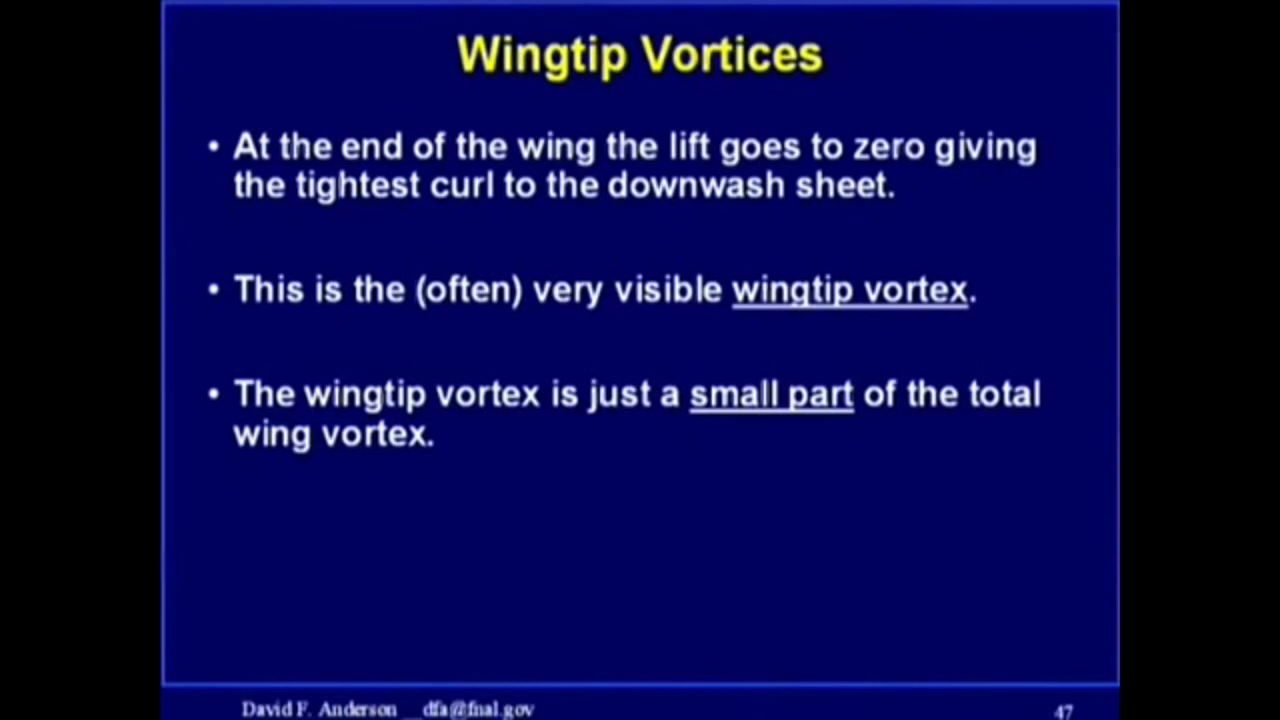 Wingtip Vortices
• At the end of the wing the lift goes to zero giving
the tightest curl to the downwash sheet.
• This is the (often) very visible wingtip vortex.
• The wingtip vortex is just a small part of the total
wing vortex.
David F. Anderson __dfa@fnal.gov
47